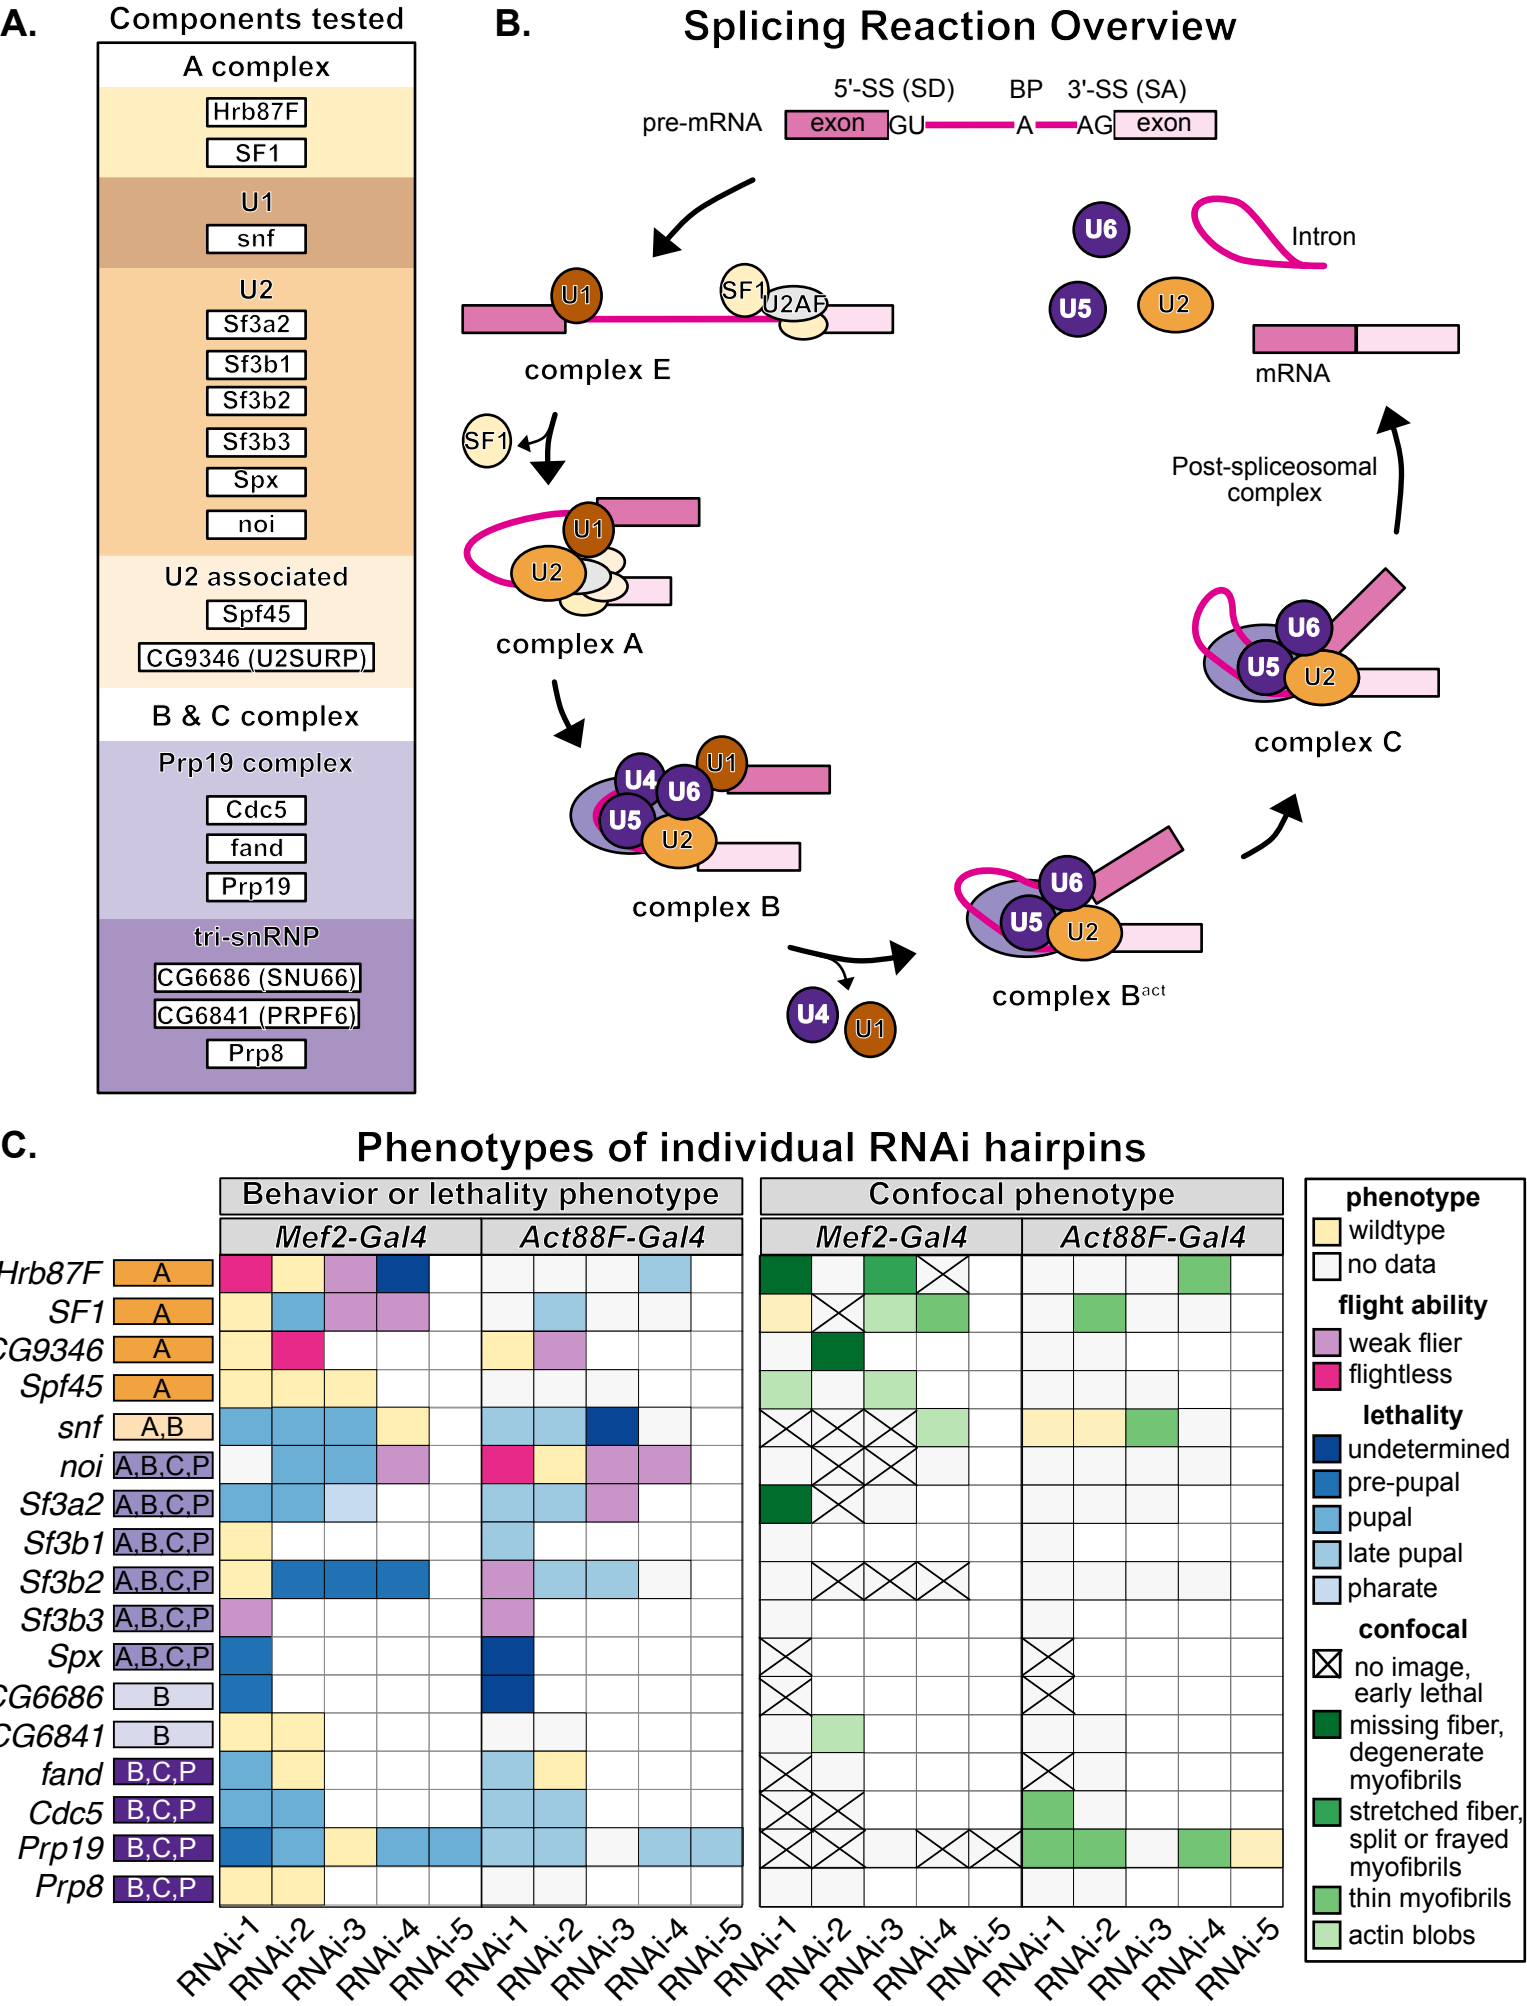 A.
Components tested
A complex
Hrb87F
SF1
U1
snf
U2
Sf3a2
Sf3b1
Sf3b2
Sf3b3
Spx
noi
U2 associated
Spf45
CG9346 (U2SURP)
B & C complex
Prp19 complex
Cdc5
fand
Prp19
tri-snRNP
CG6686 (SNU66)
CG6841 (PRPF6)
Prp8
B.
Splicing Reaction Overview
5'-SS (SD) BP 3'-SS (SA)
pre-mRNA exon GU A AG exon
U1 SF1 U2AF
complex E
SF1
U1
U2
complex A
U1
U4
U6
U5
U2
complex B
U4 U1
U6
U5 U2
complex Bact
U6
U5 U2
complex C
Post-spliceosomal
complex
U6
Intron
U5 U2
mRNA
C.
Phenotypes of individual RNAi hairpins
Behavior or lethality phenotype Confocal phenotype
Mef2-Gal4 Act88F-Gal4 Mef2-Gal4 Act88F-Gal4
Hrb87F A
SF1 A
CG9346 A
Spf45 A
snf A,B
noi A,B,C,P
Sf3a2 A,B,C,P
Sf3b1 A,B,C,P
Sf3b2 A,B,C,P
Sf3b3 A,B,C,P
Spx A,B,C,P
CG6686 B
CG6841 B
fand B,C,P
Cdc5 B,C,P
Prp19 B,C,P
Prp8 B,C,P
RNAi-1 RNAi-2 RNAi-3 RNAi-4 RNAi-5 RNAi-1 RNAi-2 RNAi-3 RNAi-4 RNAi-5 RNAi-1 RNAi-2 RNAi-3 RNAi-4 RNAi-5 RNAi-1 RNAi-2 RNAi-3 RNAi-4 RNAi-5
phenotype
wildtype
no data
flight ability
weak flier
flightless
lethality
undetermined
pre-pupal
pupal
late pupal
pharate
confocal
no image,
early lethal
missing fiber,
degenerate
myofibrils
stretched fiber,
split or frayed
myofibrils
thin myofibrils
actin blobs